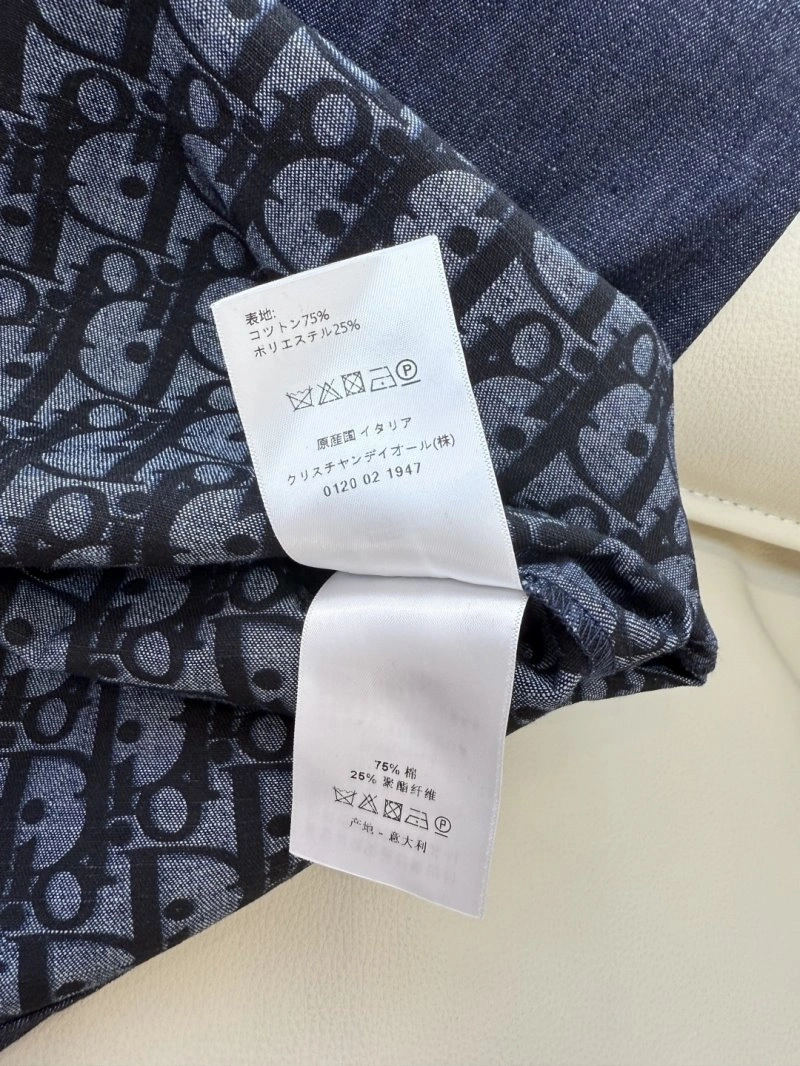 表地:
コットン75%
ポリエステル25%
P
原産国イタリア
クリスチャンディオール(株)
0120 02 1947
75% 棉
25% 聚酯纤维
P
产地 - 意大利